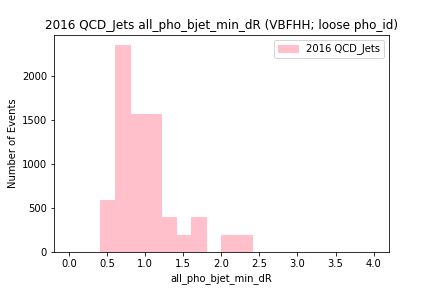 2016 QCD_Jets all_pho_bjet_min_dR (VBFHH; loose pho_id)
2016 QCD_Jets
Number of Events
2000
1500
1000
500
0
0.0 0.5 1.0 1.5 2.0 2.5 3.0 3.5 4.0
all_pho_bjet_min_dR